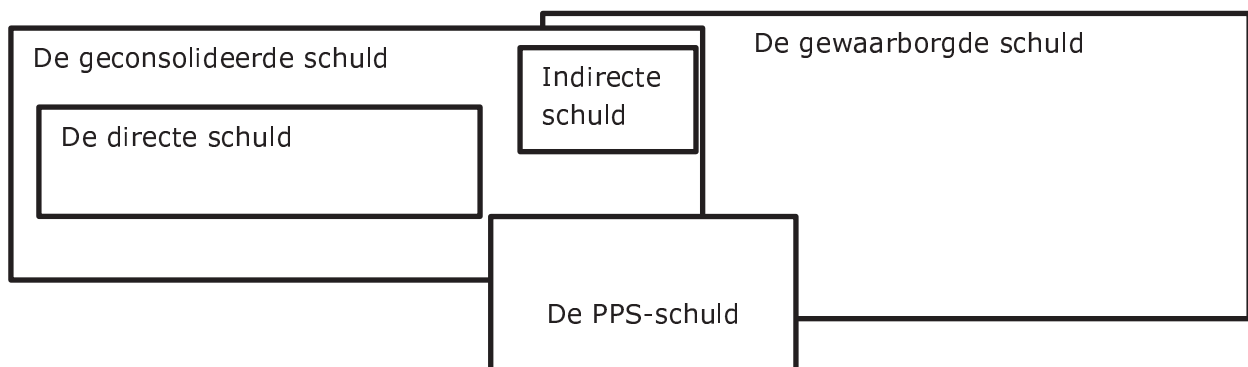 De geconsolideerde schuld
De gewaarborgde schuld
Indirecte
schuld
De directe schuld
De PPS-schuld